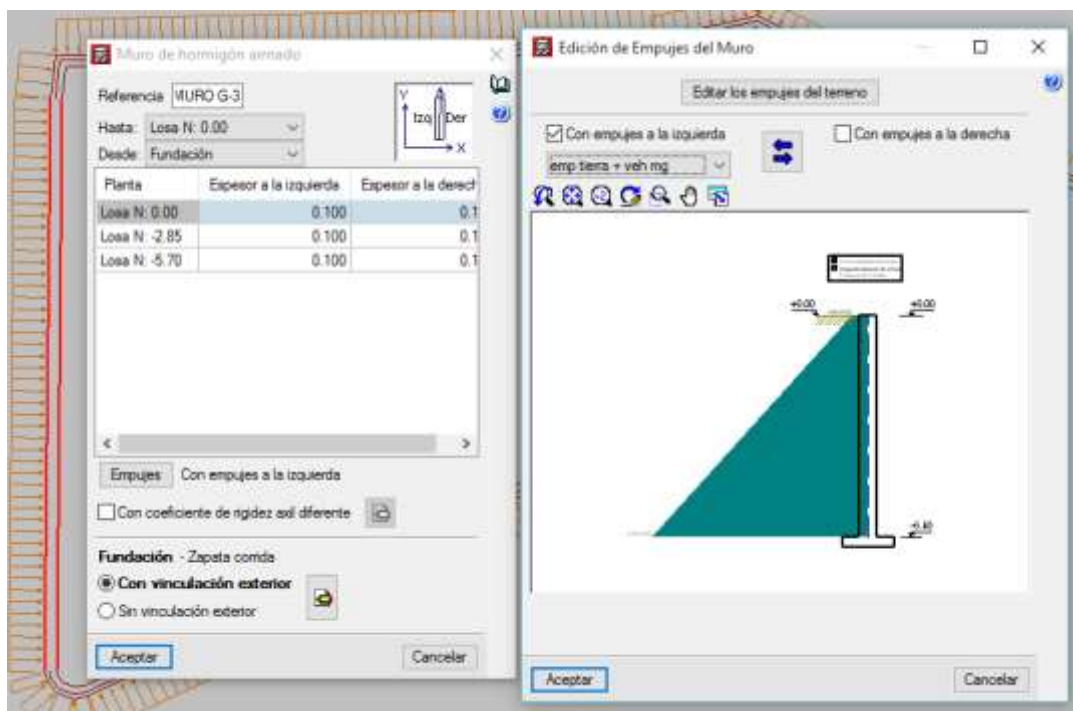 Muro de hormigón armado
Referencia MURO G-3
Hasta: Losa N: 0.00
Desde: Fundación
Y
Izq Der
X
Planta Espesor a la izquierda Espesor a la derech
Losa N: 0.00 0.100 0.1
Losa N: -2.85 0.100 0.1
Losa N: -5.70 0.100 0.1
Empujes Con empujes a la izquierda
Con coeficiente de rigidez axil diferente
Fundación - Zapata corrida
Con vinculación exterior
Sin vinculación exterior
Aceptar Cancelar
Edición de Empujes del Muro
Editar los empujes del terreno
Con empujes a la izquierda Con empujes a la derecha
emp tierra + veh mg
+0.00 +0.00
Aceptar Cancelar